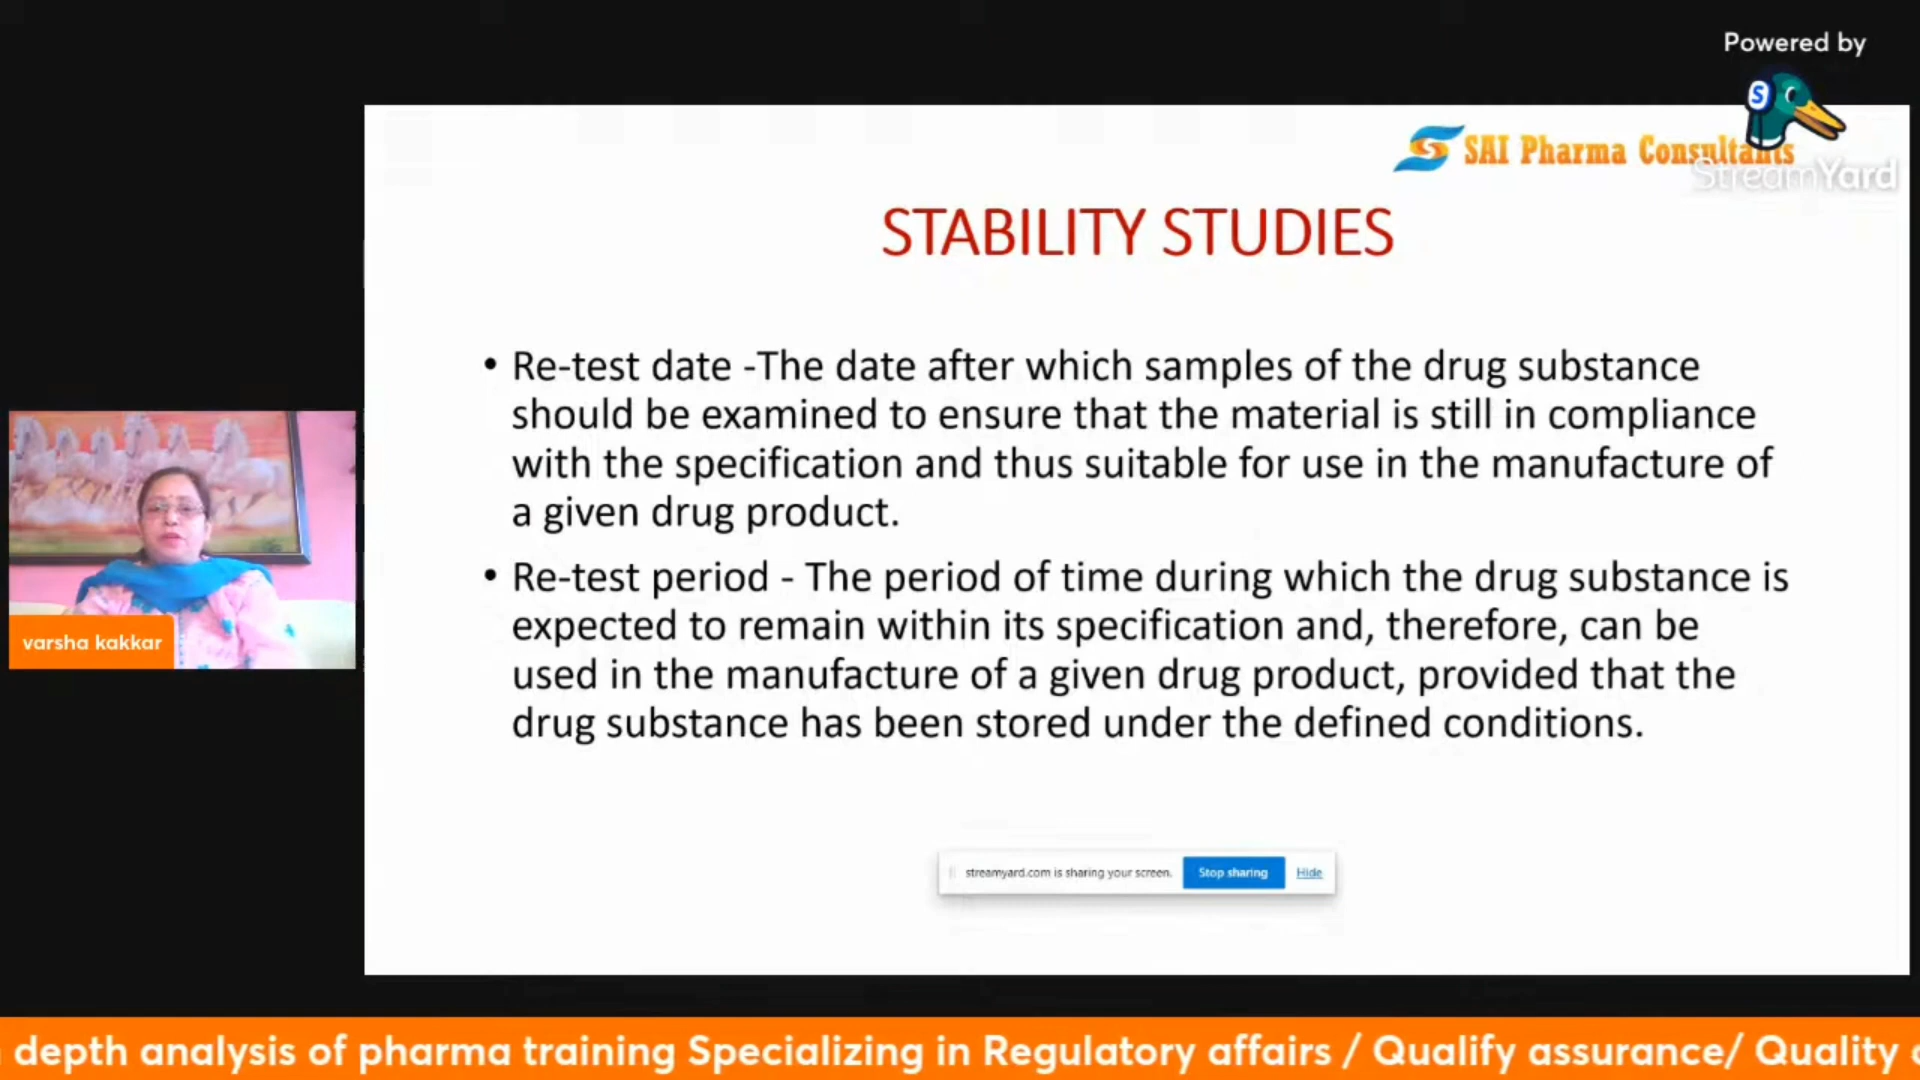 Powered by
S
SAI Pharma Consultants
StreamYard
STABILITY STUDIES
• Re-test date -The date after which samples of the drug substance
should be examined to ensure that the material is still in compliance
with the specification and thus suitable for use in the manufacture of
a given drug product.
• Re-test period - The period of time during which the drug substance is
expected to remain within its specification and, therefore, can be
used in the manufacture of a given drug product, provided that the
drug substance has been stored under the defined conditions.
varsha kakkar
streamyard.com is sharing your screen. Stop sharing Hide
depth analysis of pharma training Specializing in Regulatory affairs / Qualify assurance/ Quality